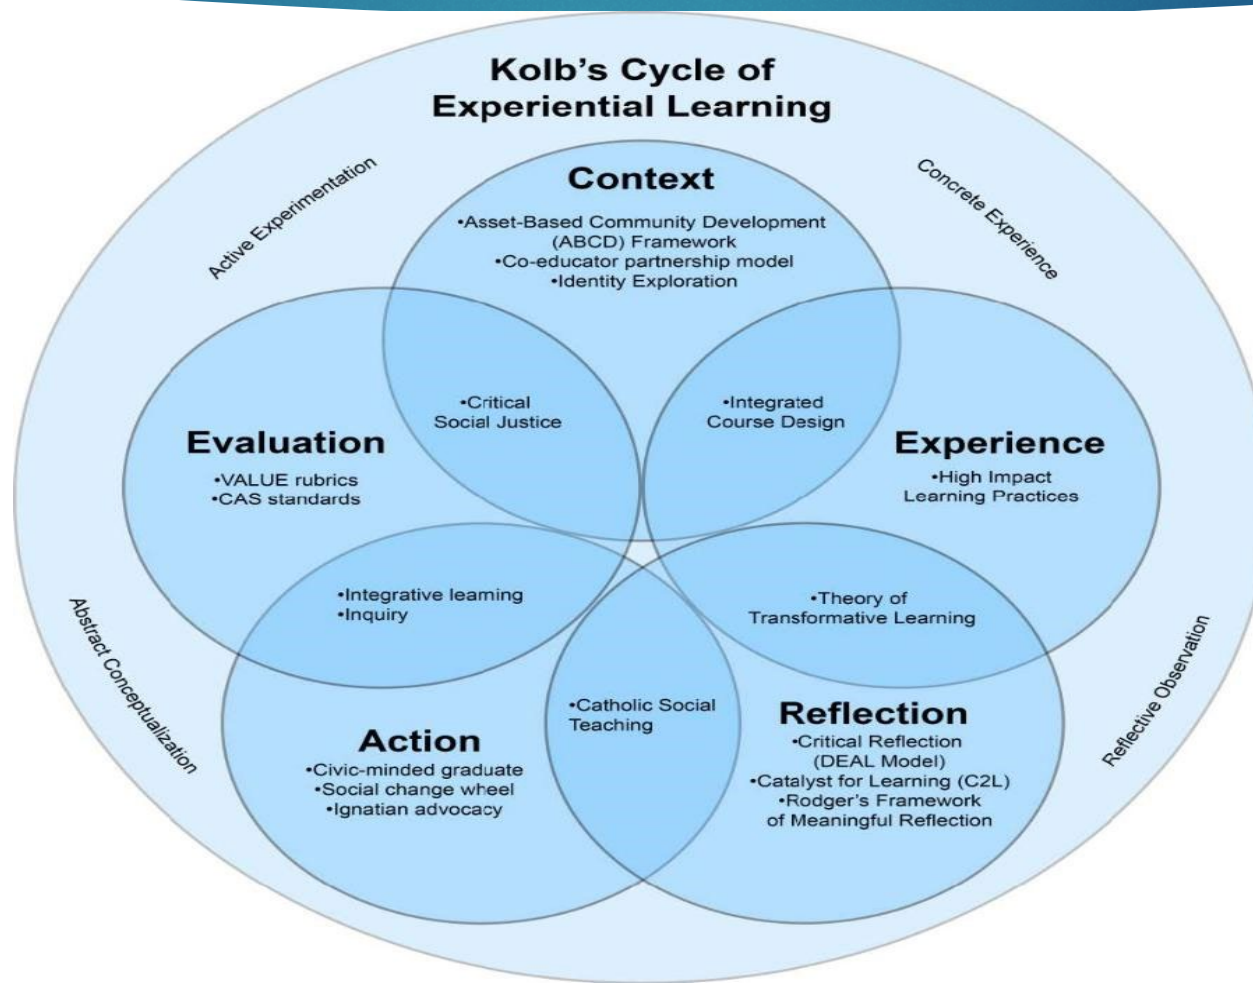 Kolb's Cycle of
Experiential Learning
Active Experimentation
Concrete Experience
Context
•Asset-Based Community Development
(ABCD) Framework
•Co-educator partnership model
•Identity Exploration
•Critical
Social Justice
•Integrated
Course Design
Evaluation
•VALUE rubrics
•CAS standards
Experience
•High Impact
Learning Practices
•Integrative learning
•Inquiry
•Theory of
Transformative Learning
Abstract Conceptualization
Reflective Observation
•Catholic Social
Teaching
Action
•Civic-minded graduate
•Social change wheel
•Ignatian advocacy
Reflection
•Critical Reflection
(DEAL Model)
•Catalyst for Learning (C2L)
•Rodger's Framework
of Meaningful Reflection